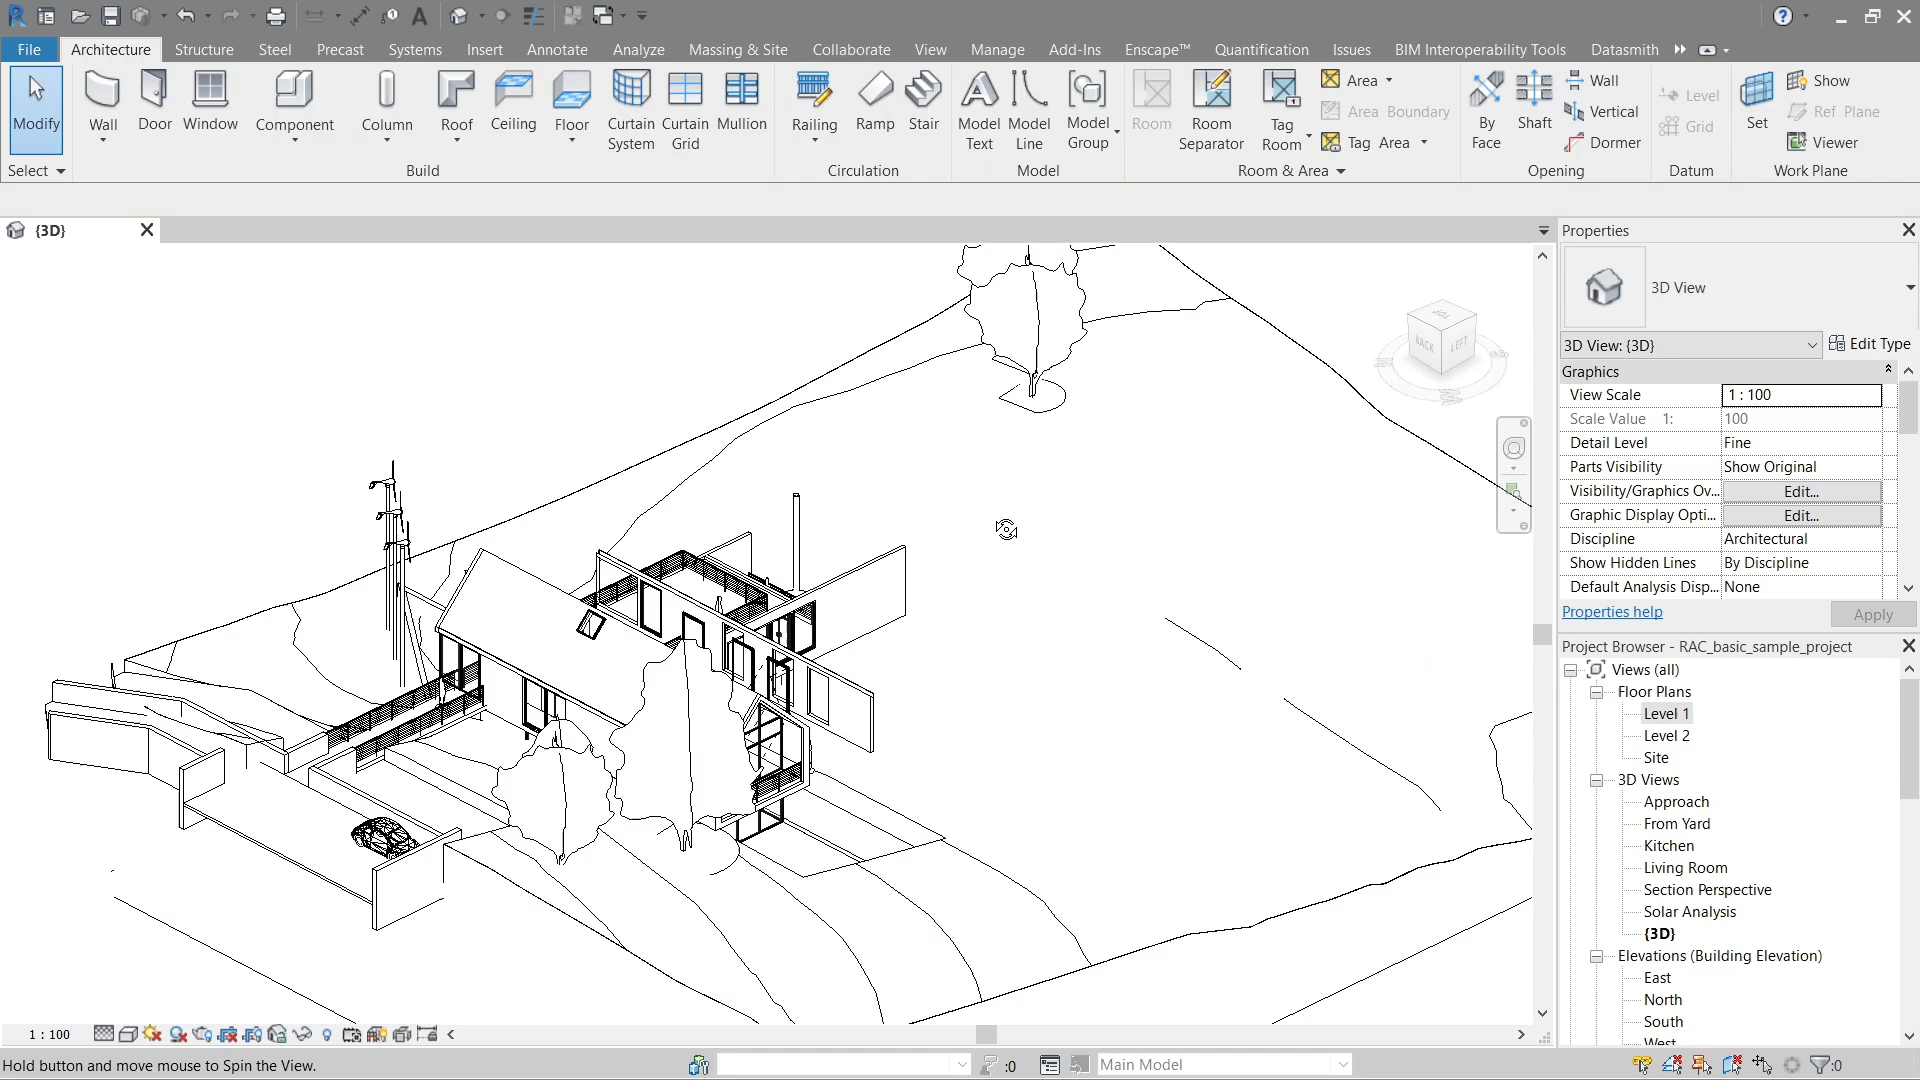 File Architecture Structure Steel Precast Systems Insert Annotate Analyze Massing & Site Collaborate View Manage Add-Ins Enscape™ Quantification Issues BIM Interoperability Tools Datasmith
Modify
Wall
Door
Window
Component
Column
Roof
Ceiling
Floor
Curtain System
Curtain Grid
Mullion
Railing
Ramp
Stair
Model Text
Model Line
Model Group
Room
Room Separator
Tag Room
Area
Area Boundary
Tag Area
By Face
Shaft
Wall
Vertical
Dormer
Level
Grid
Set
Show
Ref Plane
Viewer
Select Build Circulation Model Room & Area Opening Datum Work Plane
{3D}
TOP
BACK LEFT
Properties
3D View
3D View: {3D} Edit Type
Graphics
View Scale 1 : 100
Scale Value 1: 100
Detail Level Fine
Parts Visibility Show Original
Visibility/Graphics Ov... Edit...
Graphic Display Opti... Edit...
Discipline Architectural
Show Hidden Lines By Discipline
Default Analysis Disp... None
Properties help Apply
Project Browser - RAC_basic_sample_project
Views (all)
Floor Plans
Level 1
Level 2
Site
3D Views
Approach
From Yard
Kitchen
Living Room
Section Perspective
Solar Analysis
{3D}
Elevations (Building Elevation)
East
North
South
West
1 : 100
Hold button and move mouse to Spin the View.
:0
Main Model
:0